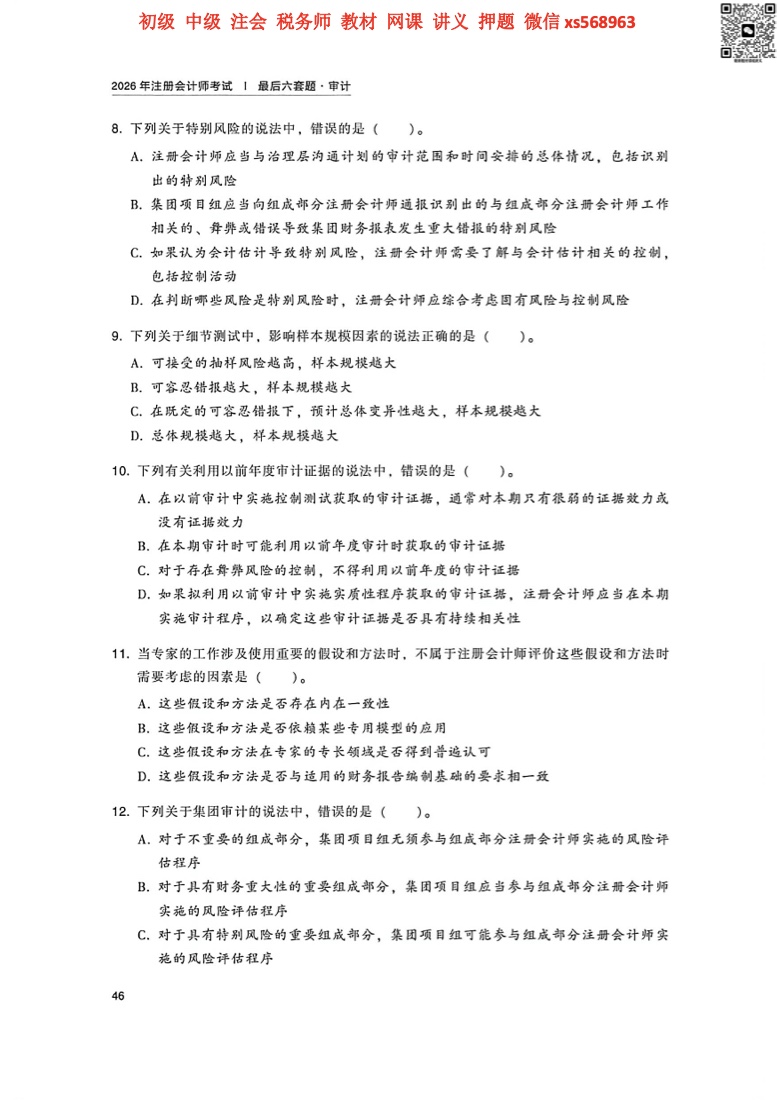 初级 中级 注会 税务师 教材 网课 讲义 押题 微信 xs568963
2026 年注册会计师考试 | 最后六套题·审计
8. 下列关于特别风险的说法中，错误的是（　　）。
A. 注册会计师应当与治理层沟通计划的审计范围和时间安排的总体情况，包括识别
出的特别风险
B. 集团项目组应当向组成部分注册会计师通报识别出的与组成部分注册会计师工作
相关的、舞弊或错误导致集团财务报表发生重大错报的特别风险
C. 如果认为会计估计导致特别风险，注册会计师需要了解与会计估计相关的控制，
包括控制活动
D. 在判断哪些风险是特别风险时，注册会计师应综合考虑固有风险与控制风险
9. 下列关于细节测试中，影响样本规模因素的说法正确的是（　　）。
A. 可接受的抽样风险越高，样本规模越大
B. 可容忍错报越大，样本规模越大
C. 在既定的可容忍错报下，预计总体变异性越大，样本规模越大
D. 总体规模越大，样本规模越大
10. 下列有关利用以前年度审计证据的说法中，错误的是（　　）。
A. 在以前审计中实施控制测试获取的审计证据，通常对本期只有很弱的证据效力或
没有证据效力
B. 在本期审计时可能利用以前年度审计时获取的审计证据
C. 对于存在舞弊风险的控制，不得利用以前年度的审计证据
D. 如果拟利用以前审计中实施实质性程序获取的审计证据，注册会计师应当在本期
实施审计程序，以确定这些审计证据是否具有持续相关性
11. 当专家的工作涉及使用重要的假设和方法时，不属于注册会计师评价这些假设和方法时
需要考虑的因素是（　　）。
A. 这些假设和方法是否存在内在一致性
B. 这些假设和方法是否依赖某些专用模型的应用
C. 这些假设和方法在专家的专长领域是否得到普遍认可
D. 这些假设和方法是否与适用的财务报告编制基础的要求相一致
12. 下列关于集团审计的说法中，错误的是（　　）。
A. 对于不重要的组成部分，集团项目组无须参与组成部分注册会计师实施的风险评
估程序
B. 对于具有财务重大性的重要组成部分，集团项目组应当参与组成部分注册会计师
实施的风险评估程序
C. 对于具有特别风险的重要组成部分，集团项目组可能参与组成部分注册会计师实
施的风险评估程序
46